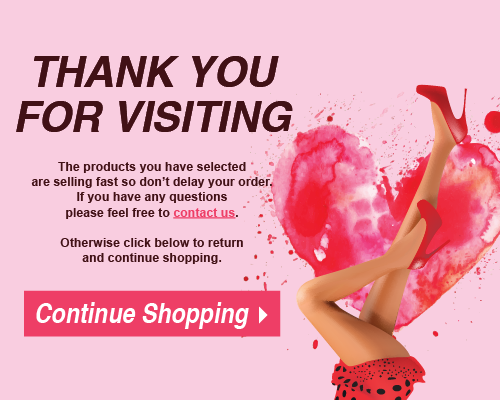 THANK YOU
FOR VISITING
The products you have selected
are selling fast so don't delay your order.
If you have any questions
please feel free to contact us.
Otherwise click below to return
and continue shopping.
Continue Shopping